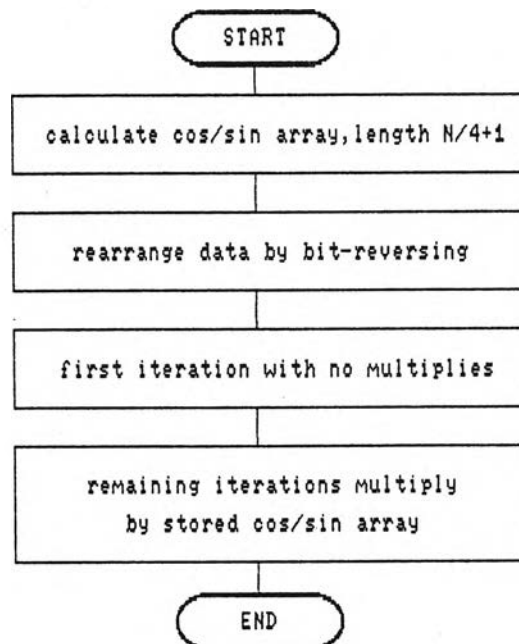 START
calculate cos/sin array,length N/4+1
rearrange data by bit-reversing
first iteration with no multiplies
remaining iterations multiply
by stored cos/sin array
END